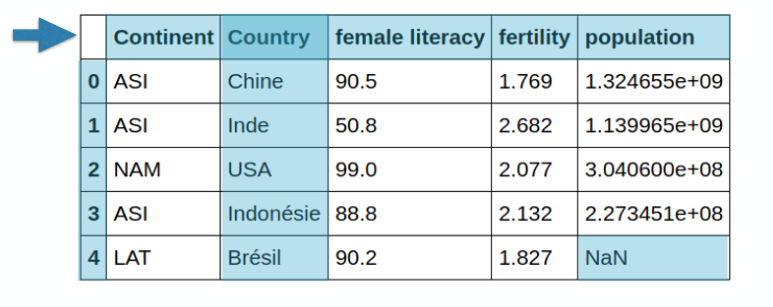 Continent Country female literacy fertility population
0 ASI Chine 90.5 1.769 1.324655e+09
1 ASI Inde 50.8 2.682 1.139965e+09
2 NAM USA 99.0 2.077 3.040600e+08
3 ASI Indonésie 88.8 2.132 2.273451e+08
4 LAT Brésil 90.2 1.827 NaN